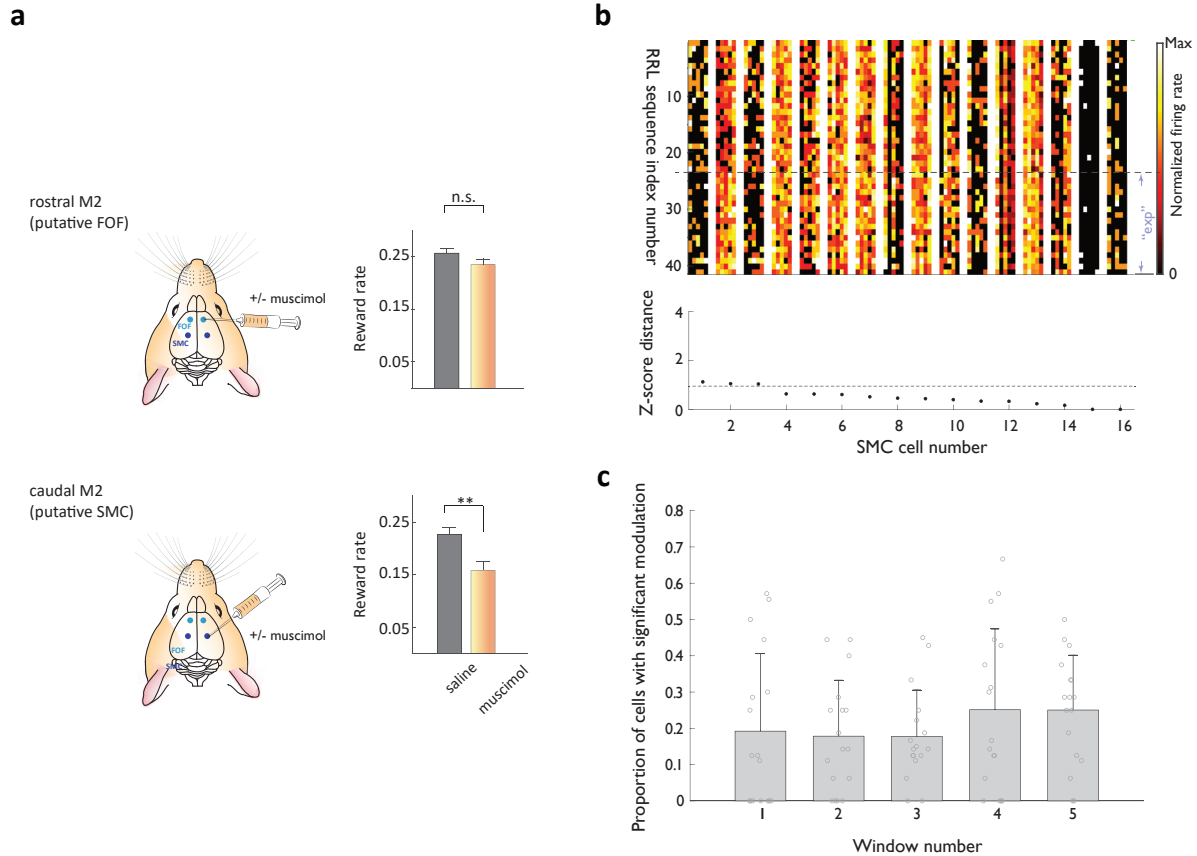 a
rostral M2
(putative FOF)
+/- muscimol
FOF
SMC
n.s.
Reward rate
0.25
0.15
0.05
caudal M2
(putative SMC)
+/- muscimol
FOF
SMC
**
Reward rate
0.25
0.15
0.05
saline
muscimol
b
RRL sequence index number
10
20
30
40
"exp"
Max
0
Normalized firing rate
Z-score distance
4
2
0
2 4 6 8 10 12 14 16
SMC cell number
c
Proportion of cells with significant modulation
0.8
0.7
0.6
0.5
0.4
0.3
0.2
0.1
0
1 2 3 4 5
Window number